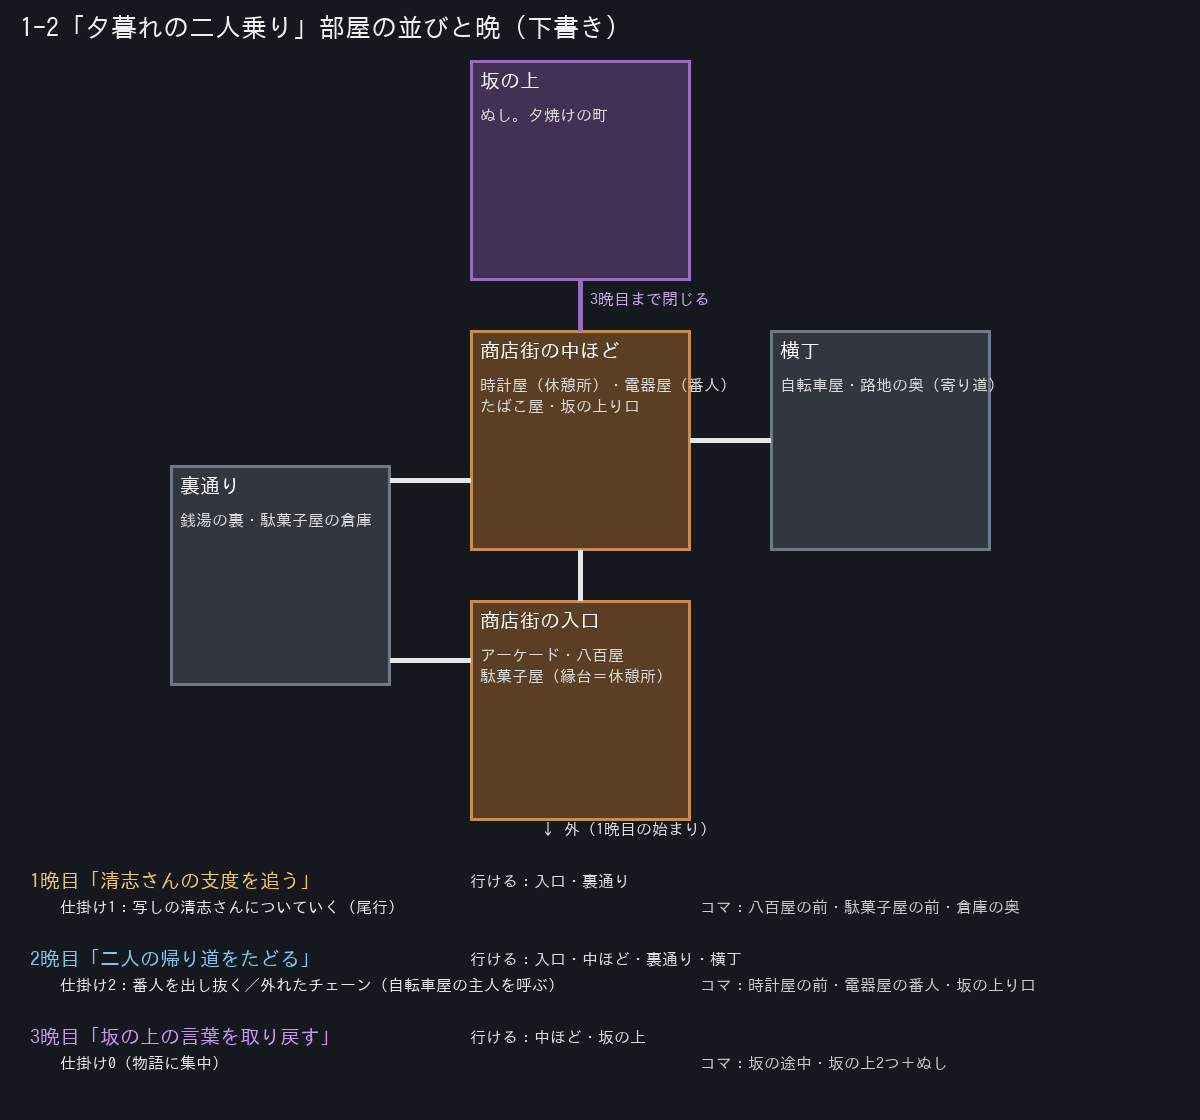 1-2「夕暮れの二人乗り」部屋の並びと晩（下書き）
坂の上
ぬし。夕焼けの町
3晩目まで閉じる
商店街の中ほど
時計屋（休憩所）・電器屋（番人）
たばこ屋・坂の上り口
横丁
自転車屋・路地の奥（寄り道）
裏通り
銭湯の裏・駄菓子屋の倉庫
商店街の入口
アーケード・八百屋
駄菓子屋（縁台＝休憩所）
↓ 外（1晩目の始まり）
1晩目「清志さんの支度を追う」
行ける：入口・裏通り
仕掛け1：写しの清志さんについていく（尾行）
コマ：八百屋の前・駄菓子屋の前・倉庫の奥
2晩目「二人の帰り道をたどる」
行ける：入口・中ほど・裏通り・横丁
仕掛け2：番人を出し抜く／外れたチェーン（自転車屋の主人を呼ぶ）
コマ：時計屋の前・電器屋の番人・坂の上り口
3晩目「坂の上の言葉を取り戻す」
行ける：中ほど・坂の上
仕掛け0（物語に集中）
コマ：坂の途中・坂の上2つ＋ぬし